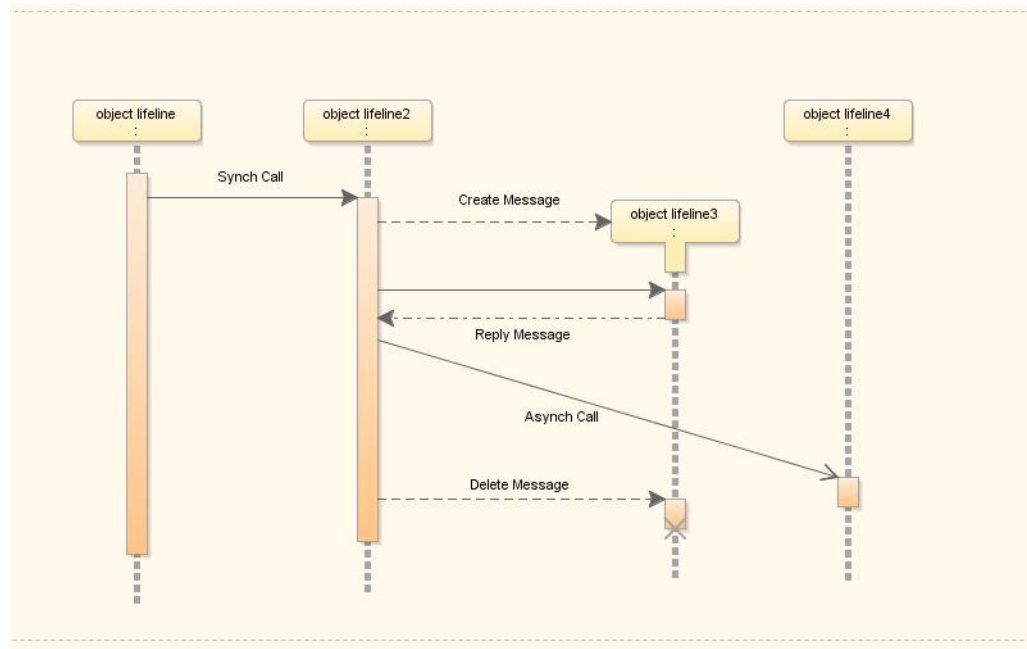 object lifeline
:
object lifeline2
:
object lifeline4
:
Synch Call
Create Message
object lifeline3
:
Reply Message
Asynch Call
Delete Message